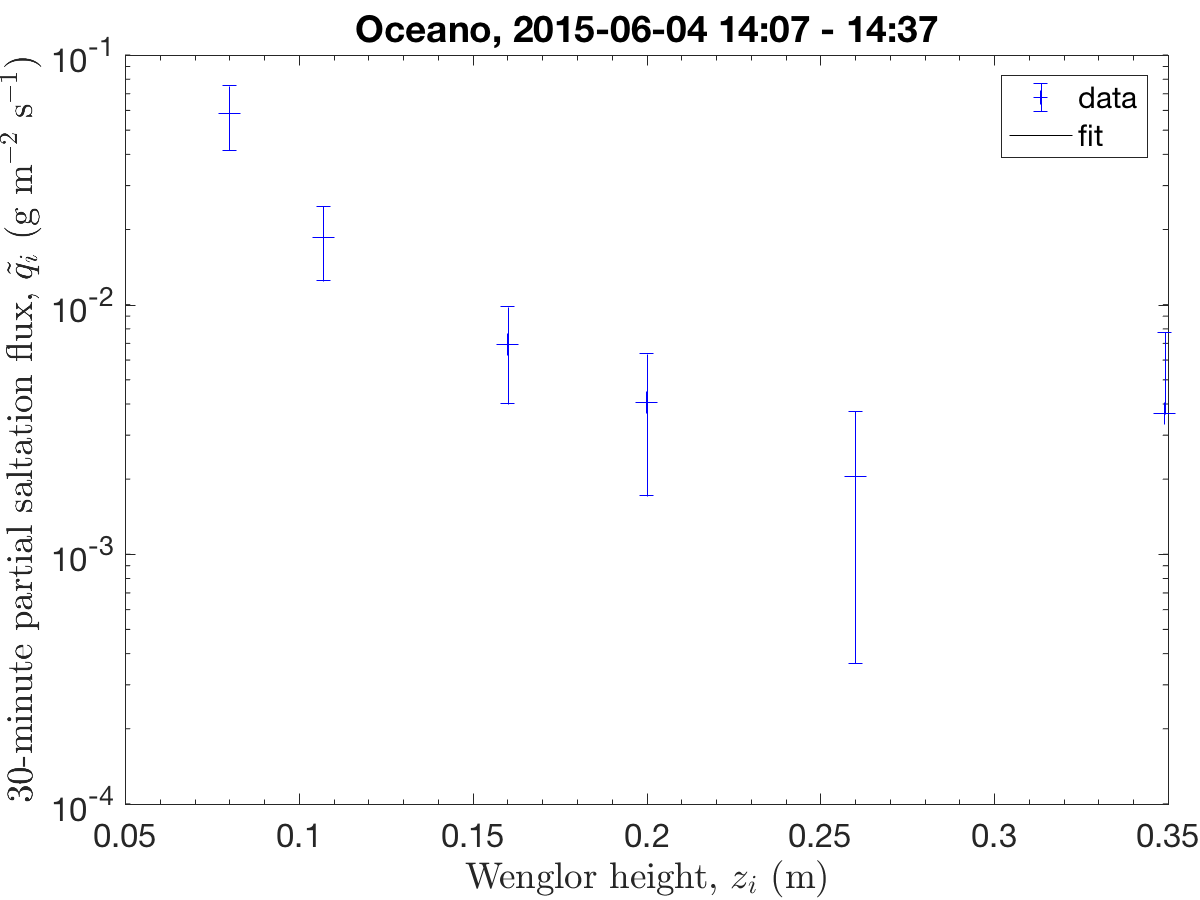 Oceano, 2015-06-04 14:07 - 14:37
30-minute partial saltation flux, q̃ᵢ (g m⁻² s⁻¹)
10⁻¹
10⁻²
10⁻³
10⁻⁴
data
fit
0.05 0.1 0.15 0.2 0.25 0.3 0.35
Wenglor height, zᵢ (m)